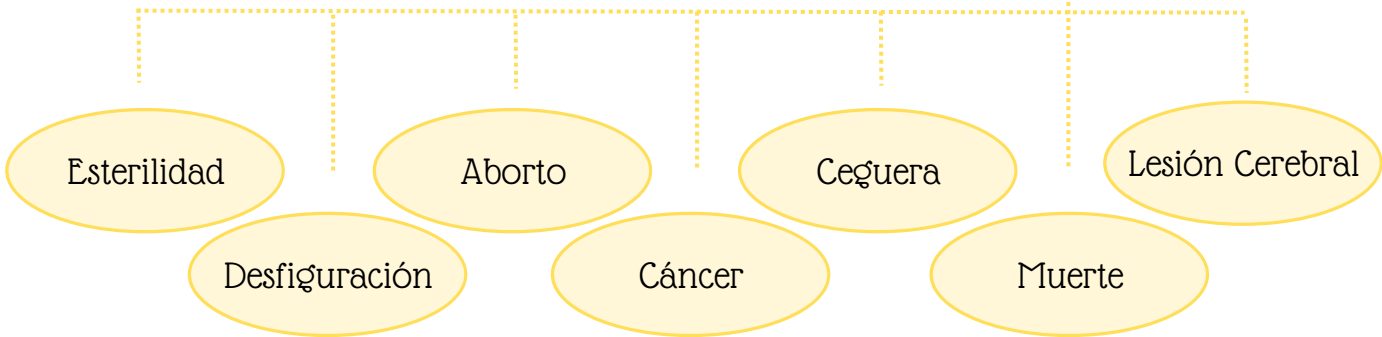 Esterilidad
Aborto
Ceguera
Lesión Cerebral
Desfiguración
Cáncer
Muerte